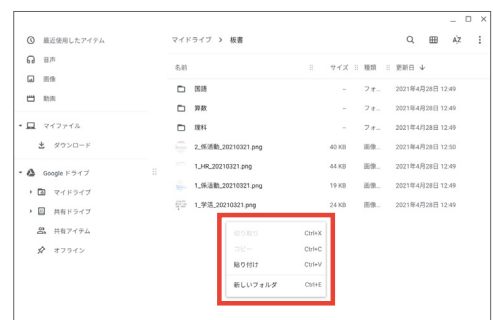 最近使用したアイテム
音声
画像
動画
マイファイル
ダウンロード
Google ドライブ
マイドライブ
共有ドライブ
共有アイテム
オフライン
マイドライブ > 板書
名前 サイズ 種類 更新日 ↓
国語 – フォ... 2021年4月28日 12:49
算数 – フォ... 2021年4月28日 12:49
理科 – フォ... 2021年4月28日 12:49
2_係活動_20210321.png 40 KB 画像... 2021年4月28日 12:50
1_HR_20210321.png 44 KB 画像... 2021年4月28日 12:49
1_係活動_20210321.png 19 KB 画像... 2021年4月28日 12:49
1_学活_20210321.png 24 KB 画像... 2021年4月28日 12:49
切り取り Ctrl+X
コピー Ctrl+C
貼り付け Ctrl+V
新しいフォルダ Ctrl+E